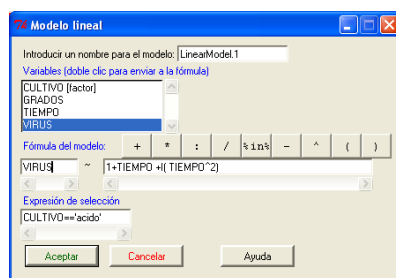 Modelo lineal
Introducir un nombre para el modelo: LinearModel.1
Variables (doble clic para enviar a la fórmula)
CULTIVO [factor]
GRADOS
TIEMPO
VIRUS
Fórmula del modelo: + * : / %in% - ^ ( )
VIRUS ~ 1+TIEMPO +I( TIEMPO^2)
Expresión de selección
CULTIVO=='acido'
Aceptar Cancelar Ayuda